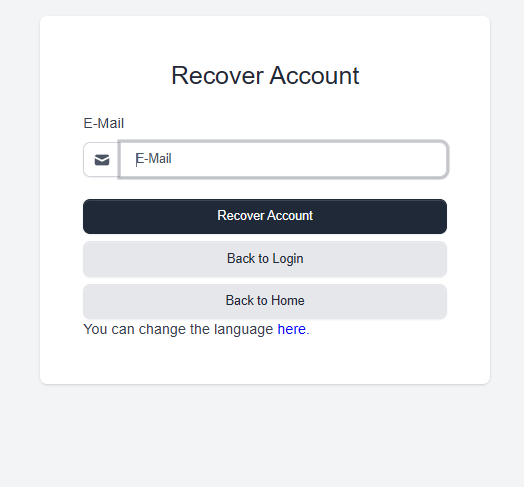 Recover Account
E-Mail
E-Mail
Recover Account
Back to Login
Back to Home
You can change the language here.